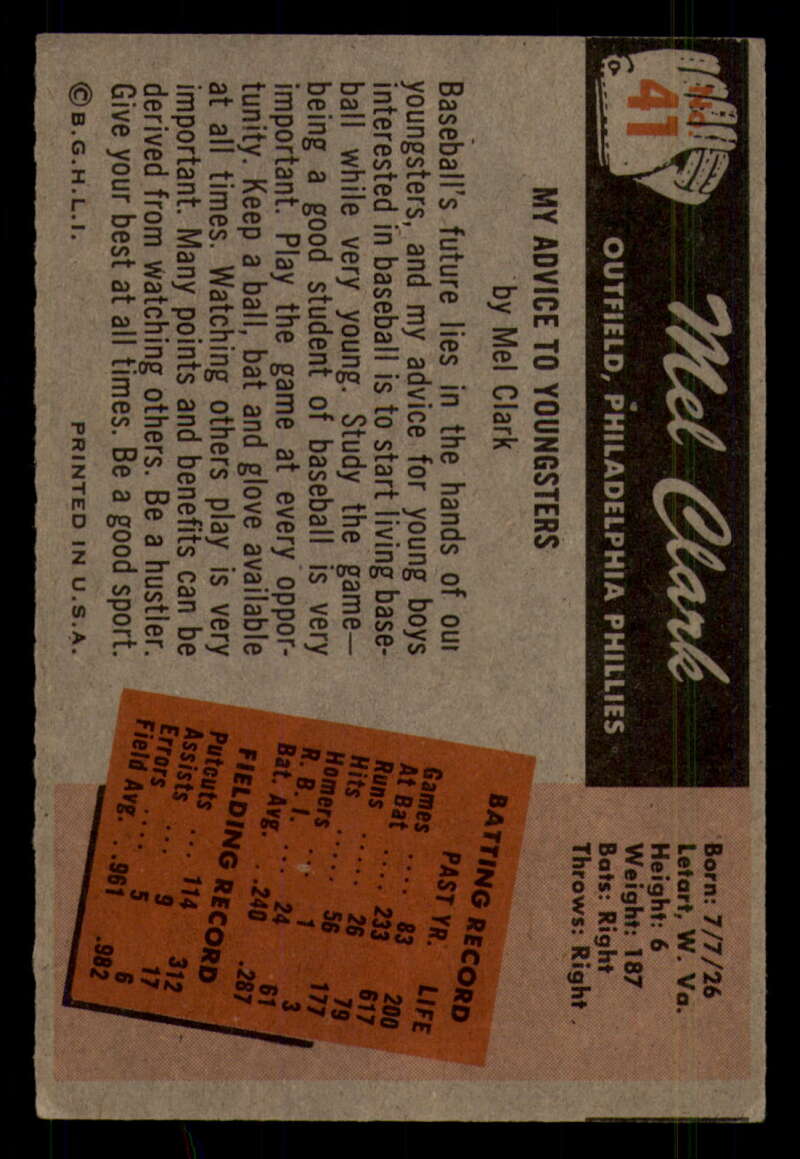 No.
41
Mel Clark
OUTFIELD, PHILADELPHIA PHILLIES
Born: 7/7/26
Letart, W. Va.
Height: 6
Weight: 187
Bats: Right
Throws: Right
MY ADVICE TO YOUNGSTERS
by Mel Clark
Baseball's future lies in the hands of our
youngsters, and my advice for young boys
interested in baseball is to start living base-
ball while very young. Study the game—
being a good student of baseball is very
important. Play the game at every oppor-
tunity. Keep a ball, bat and glove available
at all times. Watching others play is very
important. Many points and benefits can be
derived from watching others. Be a hustler.
Give your best at all times. Be a good sport.
©B.G.H.L.I. PRINTED IN U.S.A.
BATTING RECORD
PAST YR. LIFE
Games .... 83 200
At Bat .... 233 617
Runs ..... 26 79
Hits ..... 56 177
Homers ... 1 3
R. B. I. ... 24 61
Bat. Avg. . .240 .287
FIELDING RECORD
Putouts ... 114 312
Assists ... 9 17
Errors .... 5 6
Field Avg. . .961 .982